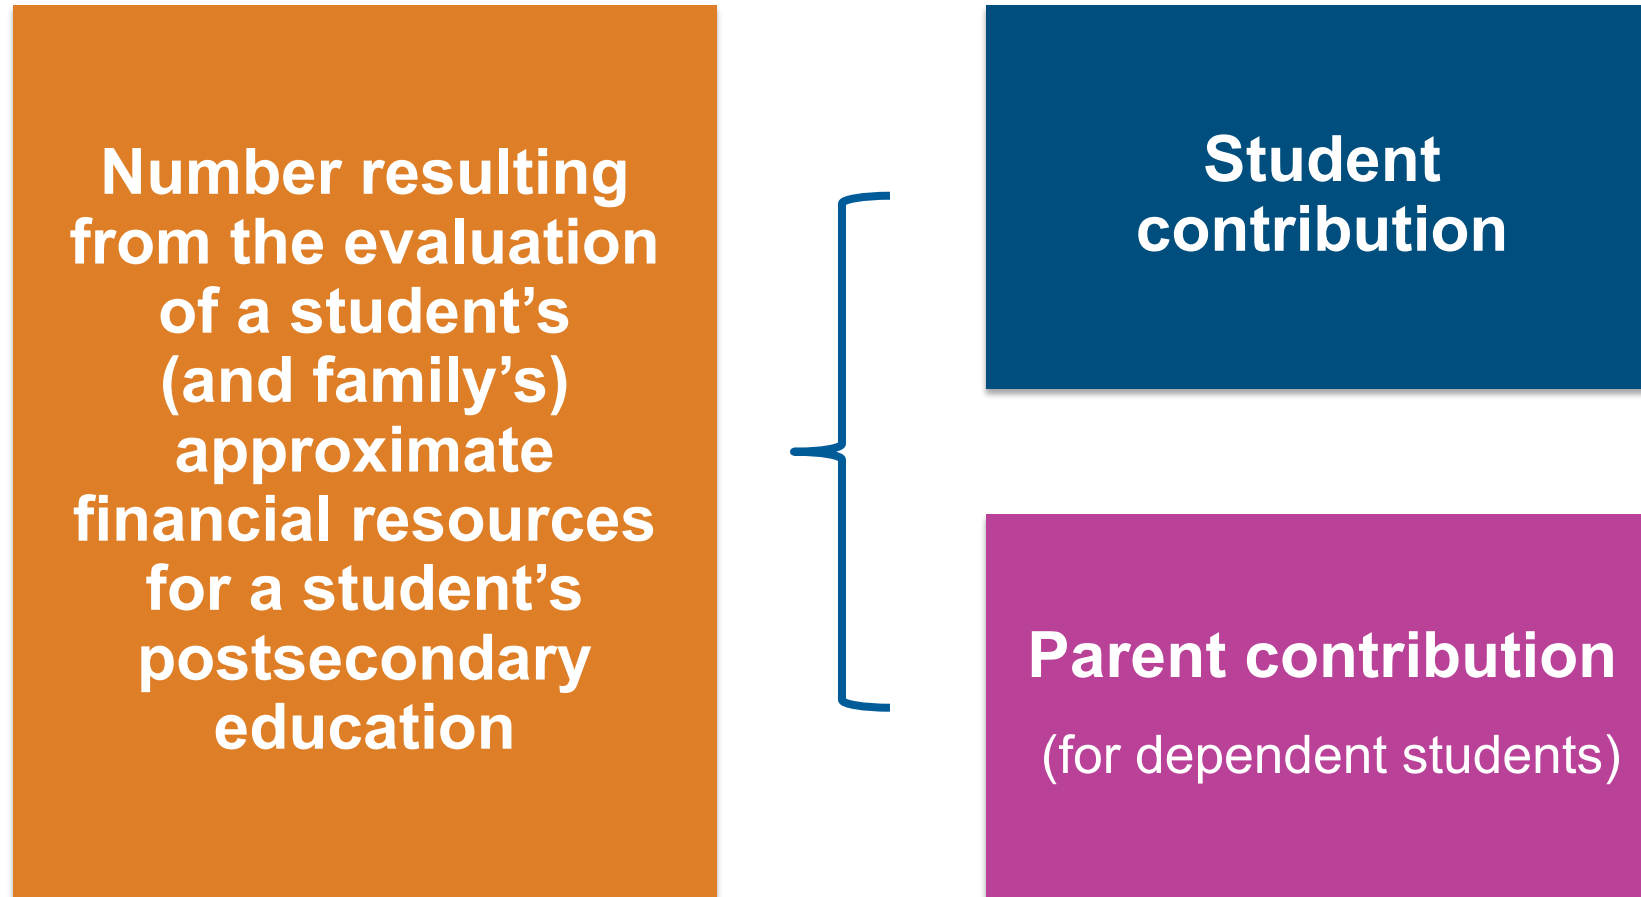 Number resulting
from the evaluation
of a student’s
(and family’s)
approximate
financial resources
for a student’s
postsecondary
education
Student
contribution
Parent contribution
(for dependent students)